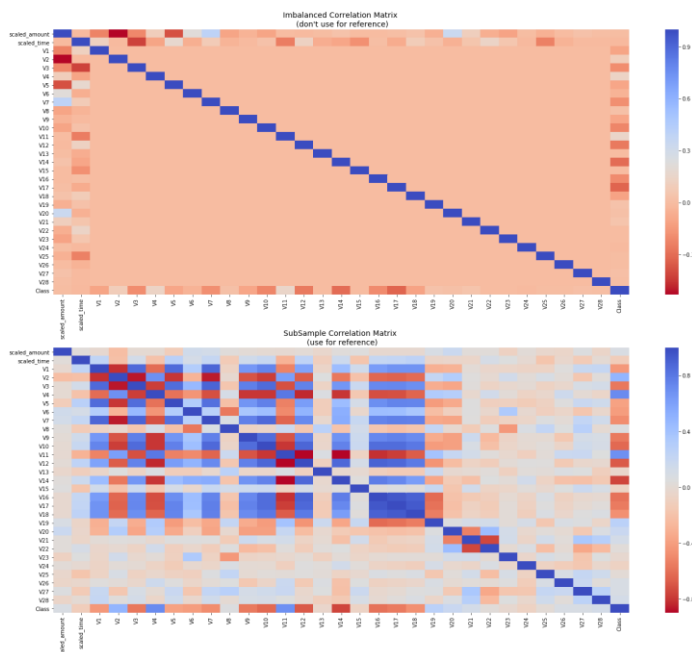 Imbalanced Correlation Matrix
(don't use for reference)
scaled_amount
scaled_time
V1
V2
V3
V4
V5
V6
V7
V8
V9
V10
V11
V12
V13
V14
V15
V16
V17
V18
V19
V20
V21
V22
V23
V24
V25
V26
V27
V28
Class
scaled_amount
scaled_time
V1
V2
V3
V4
V5
V6
V7
V8
V9
V10
V11
V12
V13
V14
V15
V16
V17
V18
V19
V20
V21
V22
V23
V24
V25
V26
V27
V28
Class
0.9
0.6
0.3
0.0
SubSample Correlation Matrix
(use for reference)
scaled_amount
scaled_time
V1
V2
V3
V4
V5
V6
V7
V8
V9
V10
V11
V12
V13
V14
V15
V16
V17
V18
V19
V20
V21
V22
V23
V24
V25
V26
V27
V28
Class
scaled_amount
scaled_time
V1
V2
V3
V4
V5
V6
V7
V8
V9
V10
V11
V12
V13
V14
V15
V16
V17
V18
V19
V20
V21
V22
V23
V24
V25
V26
V27
V28
Class
0.8
0.4
0.0